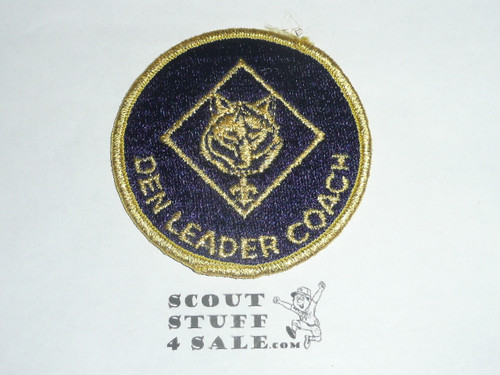 DEN LEADER COACH
SCOUT
STUFF
4 SALE.com